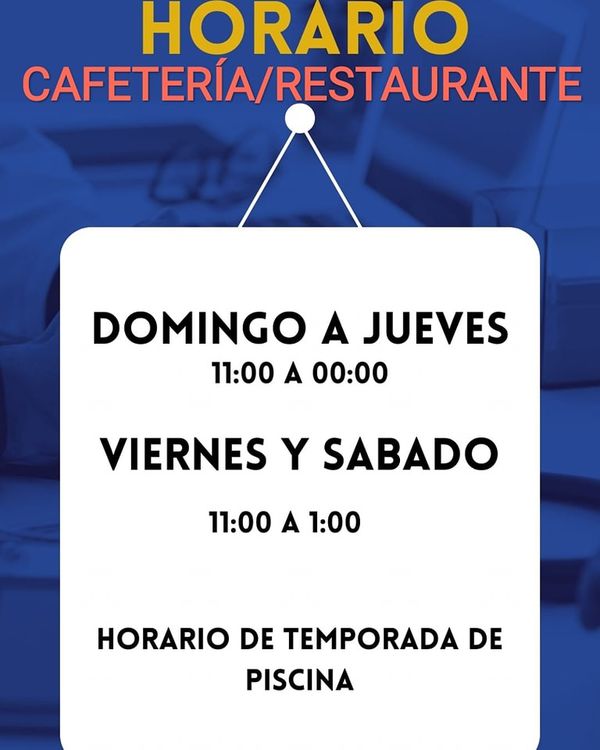 HORARIO
CAFETERÍA/RESTAURANTE
DOMINGO A JUEVES
11:00 A 00:00
VIERNES Y SABADO
11:00 A 1:00
HORARIO DE TEMPORADA DE
PISCINA